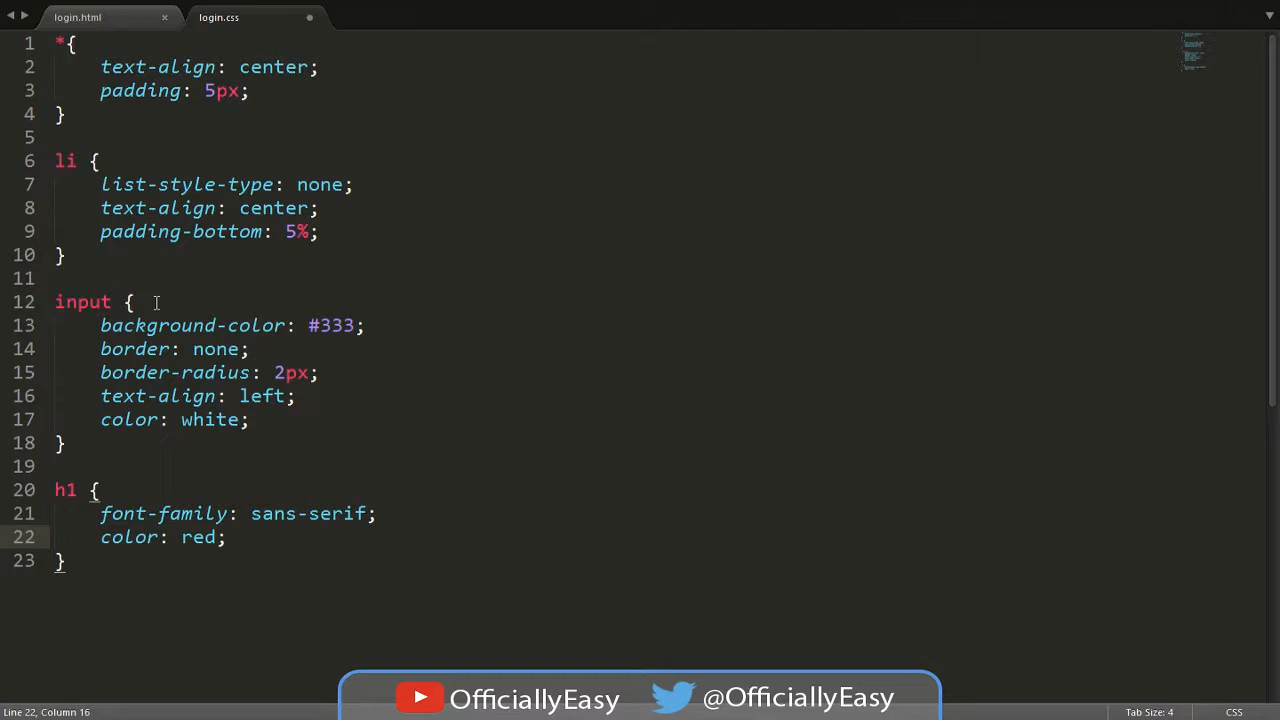 login.html × login.css
1 *{
2 text-align: center;
3 padding: 5px;
4 }
5
6 li {
7 list-style-type: none;
8 text-align: center;
9 padding-bottom: 5%;
10 }
11
12 input {
13 background-color: #333;
14 border: none;
15 border-radius: 2px;
16 text-align: left;
17 color: white;
18 }
19
20 h1 {
21 font-family: sans-serif;
22 color: red;
23 }
OfficiallyEasy @OfficiallyEasy
Line 22, Column 16 Tab Size: 4 CSS